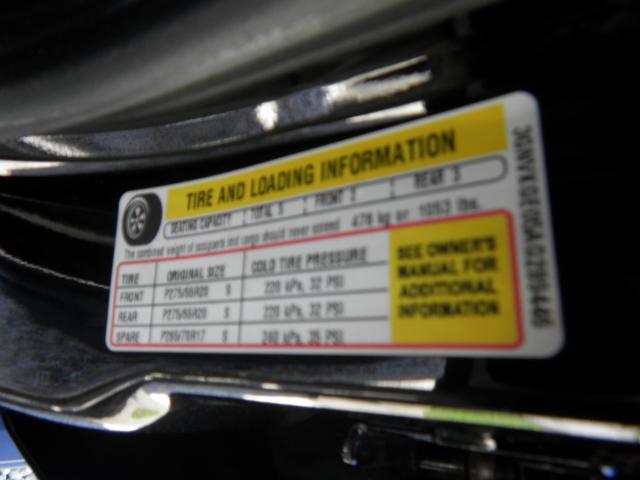 TIRE AND LOADING INFORMATION
SEATING CAPACITY TOTAL 5 FRONT 2 REAR 3
The combined weight of occupants and cargo should never exceed 478 kg or 1053 lbs.
TIRE ORIGINAL SIZE COLD TIRE PRESSURE
FRONT P275/55R20 S 220 kPa, 32 PSI
REAR P275/55R20 S 220 kPa, 32 PSI
SPARE P265/70R17 S 240 kPa, 35 PSI
SEE OWNER'S
MANUAL FOR
ADDITIONAL
INFORMATION